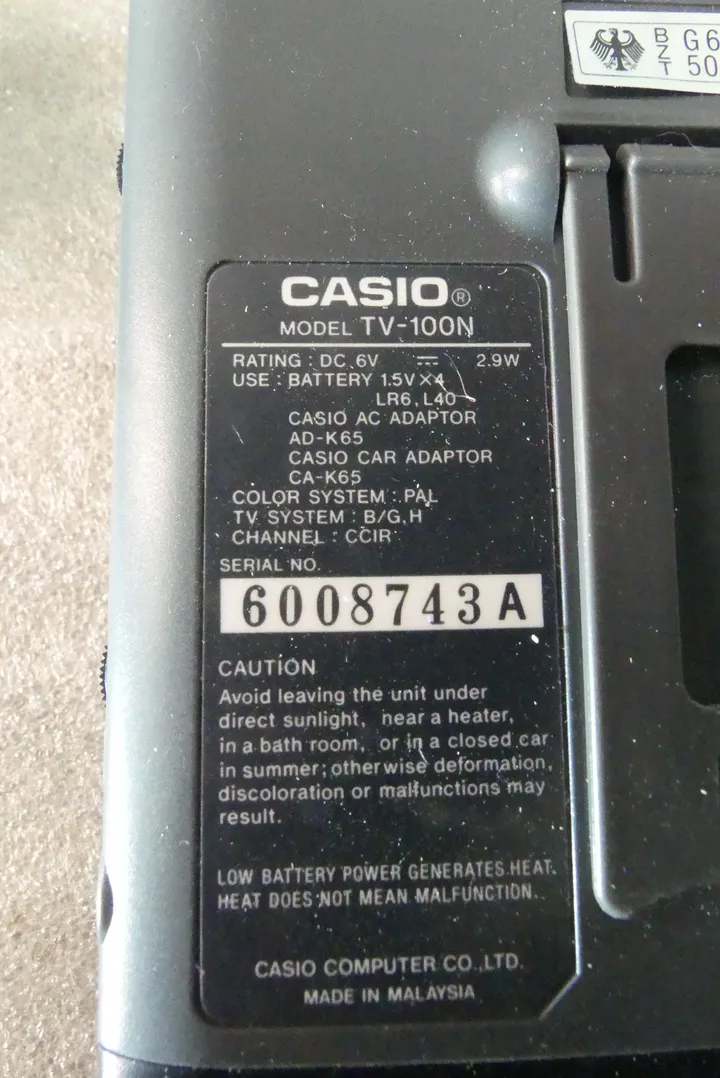 B G6
Z
T 50
CASIO®
MODEL TV-100N
RATING : DC 6V ⎓ 2.9W
USE : BATTERY 1.5V×4
LR6, L40
CASIO AC ADAPTOR
AD-K65
CASIO CAR ADAPTOR
CA-K65
COLOR SYSTEM : PAL
TV SYSTEM : B/G, H
CHANNEL : CCIR
SERIAL NO.
6008743A
CAUTION
Avoid leaving the unit under
direct sunlight, near a heater,
in a bath room, or in a closed car
in summer; otherwise deformation,
discoloration or malfunctions may
result.
LOW BATTERY POWER GENERATES HEAT.
HEAT DOES NOT MEAN MALFUNCTION.
CASIO COMPUTER CO.,LTD.
MADE IN MALAYSIA